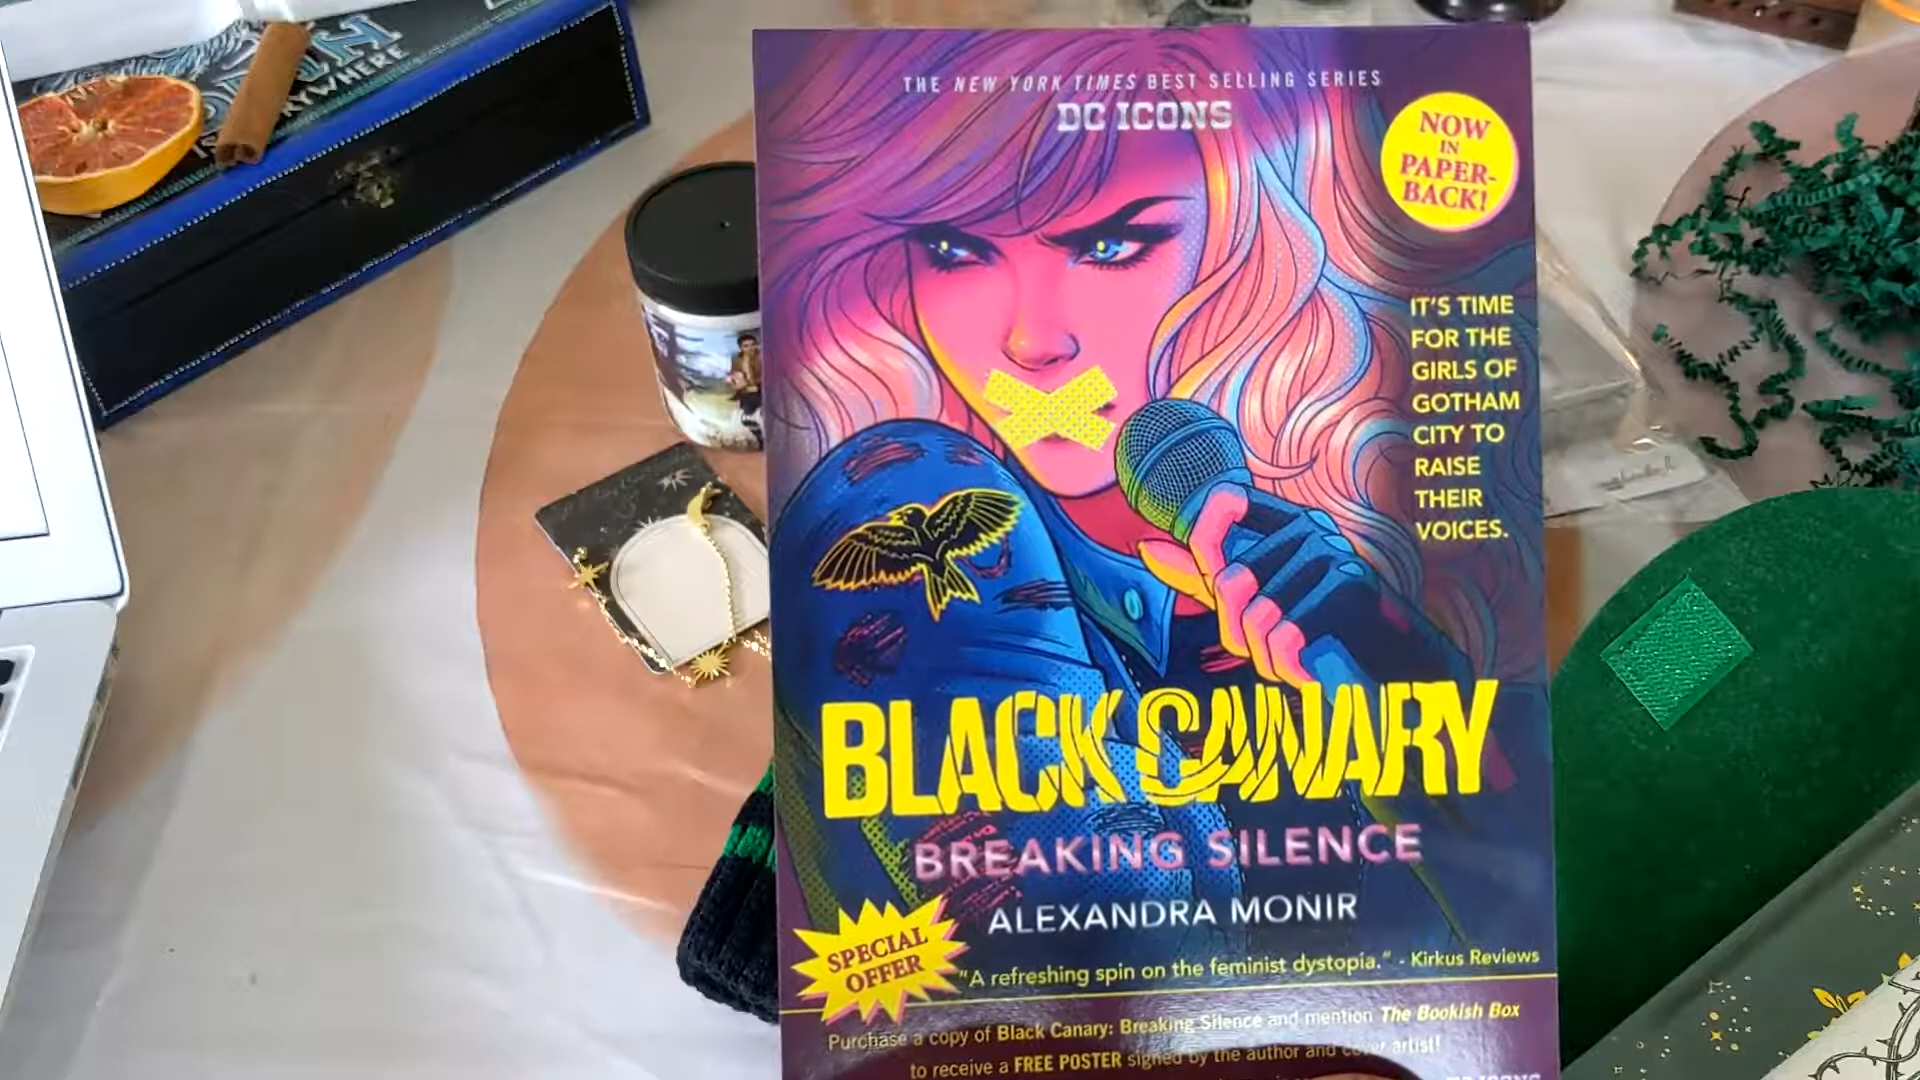 THE NEW YORK TIMES BEST SELLING SERIES
DC ICONS
NOW
IN
PAPER-
BACK!
IT'S TIME
FOR THE
GIRLS OF
GOTHAM
CITY TO
RAISE
THEIR
VOICES.
BLACK CANARY
BREAKING SILENCE
ALEXANDRA MONIR
SPECIAL
OFFER
"A refreshing spin on the feminist dystopia." - Kirkus Reviews
Purchase a copy of Black Canary: Breaking Silence and mention The Bookish Box
to receive a FREE POSTER signed by the author and cover artist!